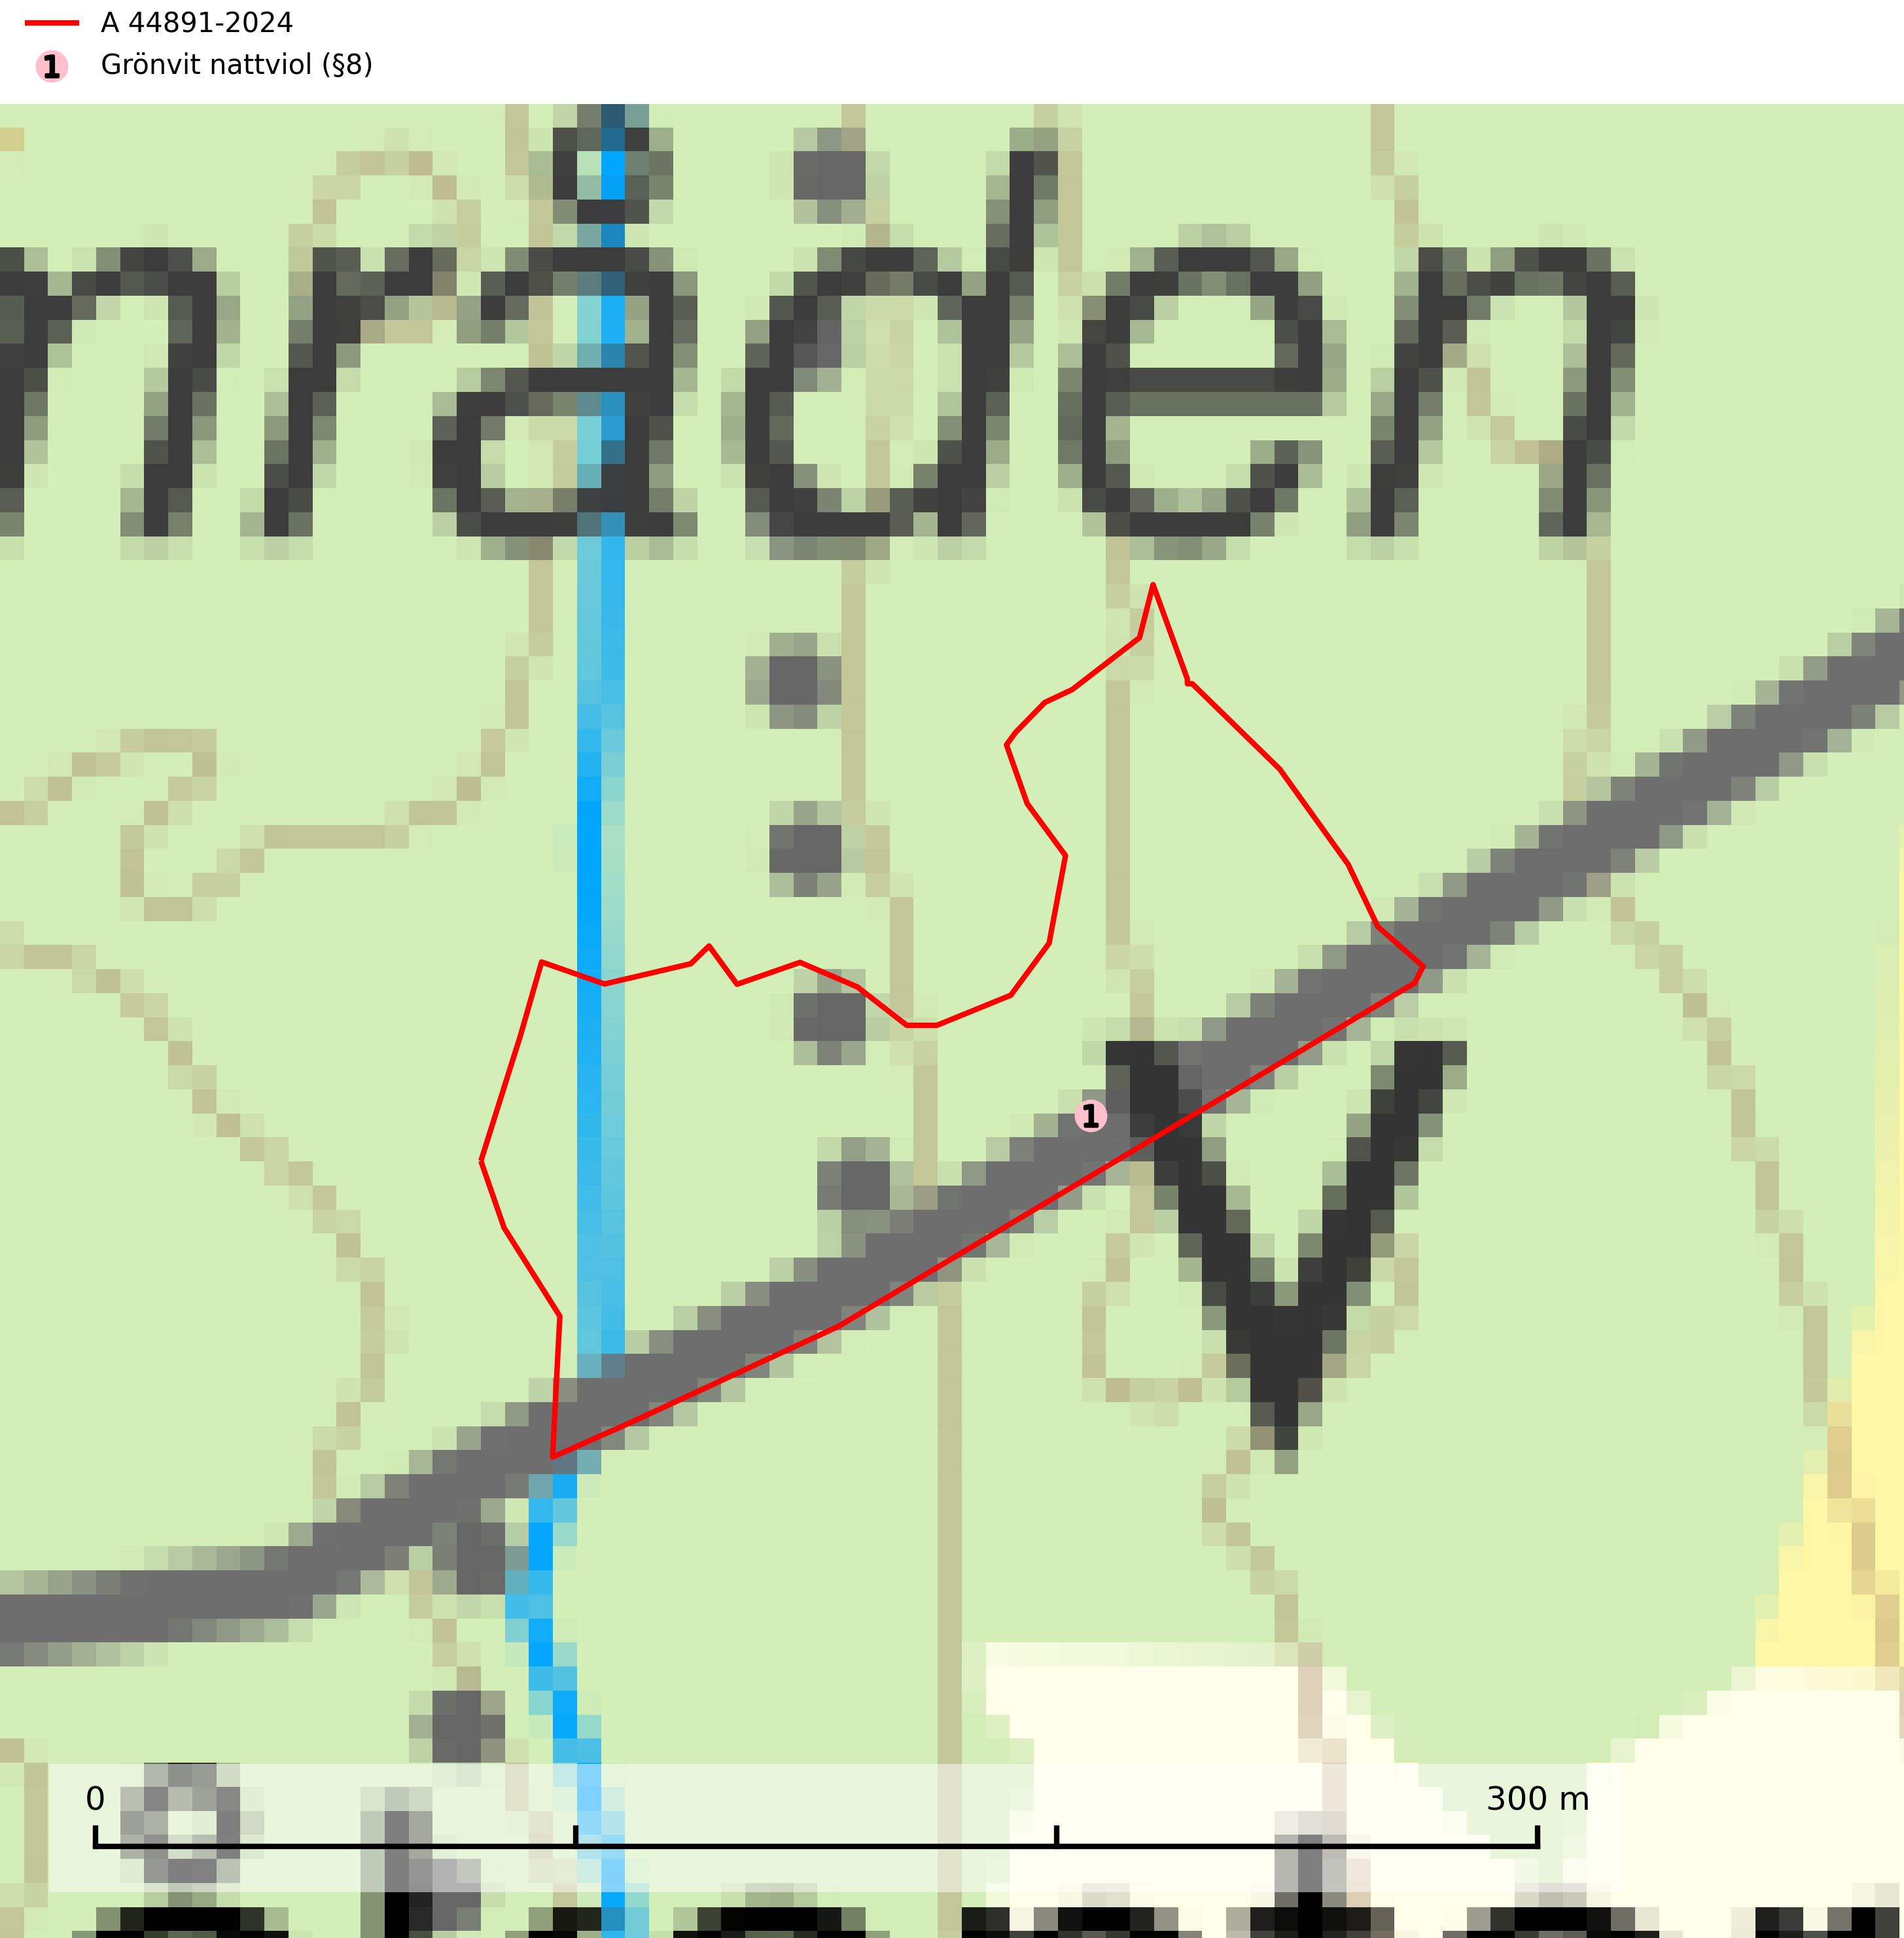 A 44891-2024
1 Grönvit nattviol (§8)
nråden
1
V
0 300 m